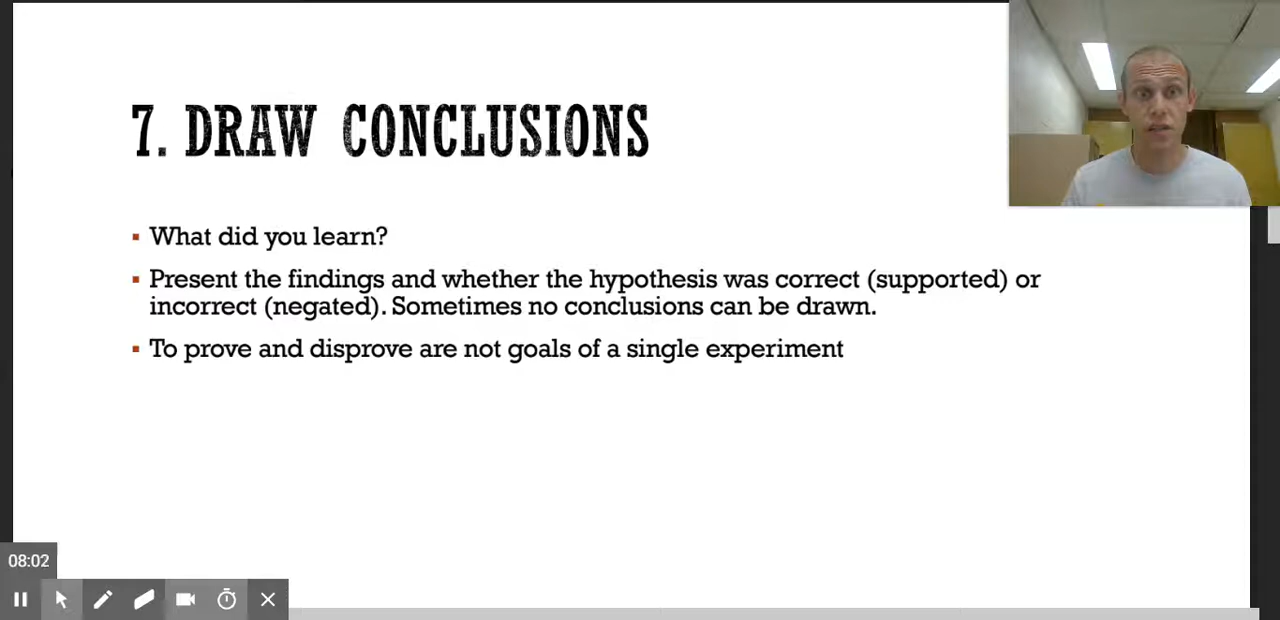 7. DRAW CONCLUSIONS
What did you learn?
Present the findings and whether the hypothesis was correct (supported) or
incorrect (negated). Sometimes no conclusions can be drawn.
To prove and disprove are not goals of a single experiment
08:02